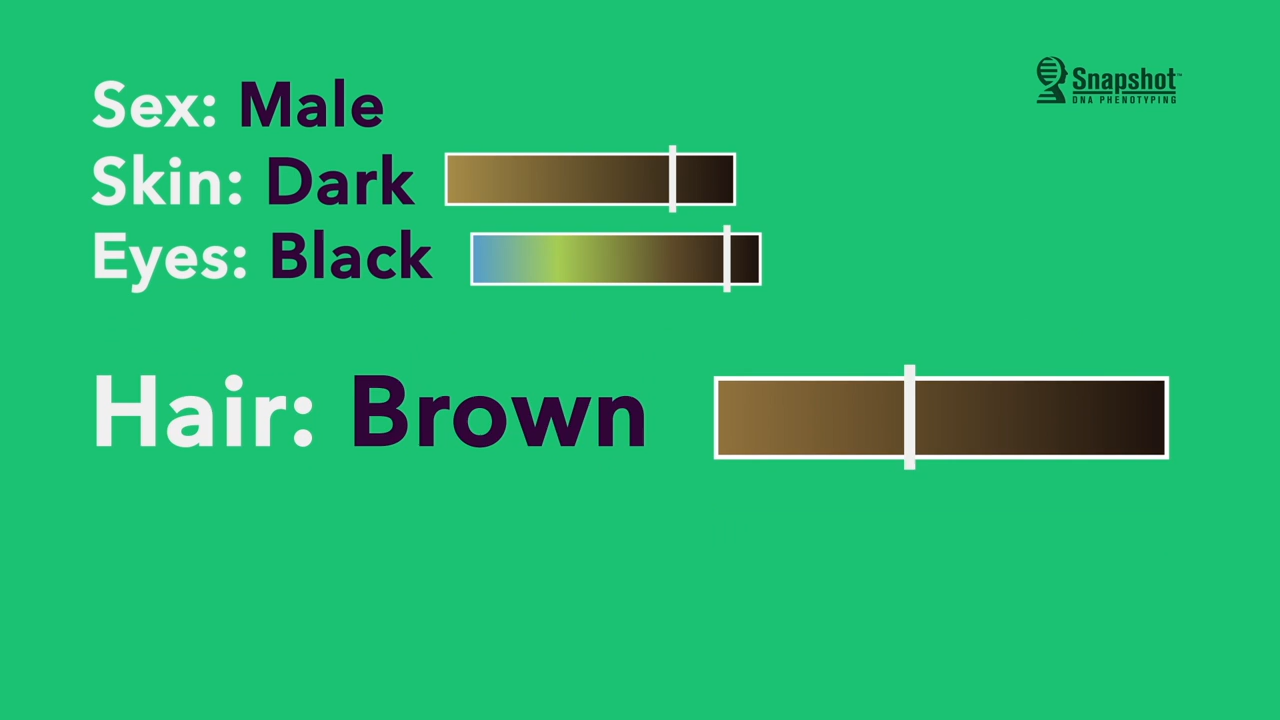 Sex: Male
Snapshot™
DNA PHENOTYPING
Skin: Dark
Eyes: Black
Hair: Brown